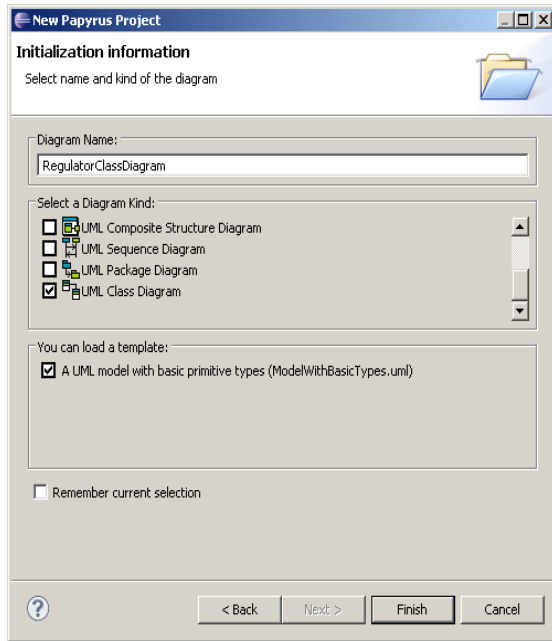 New Papyrus Project
Initialization information
Select name and kind of the diagram
Diagram Name:
RegulatorClassDiagram
Select a Diagram Kind:
UML Composite Structure Diagram
UML Sequence Diagram
UML Package Diagram
UML Class Diagram
You can load a template:
A UML model with basic primitive types (ModelWithBasicTypes.uml)
Remember current selection
? < Back Next > Finish Cancel